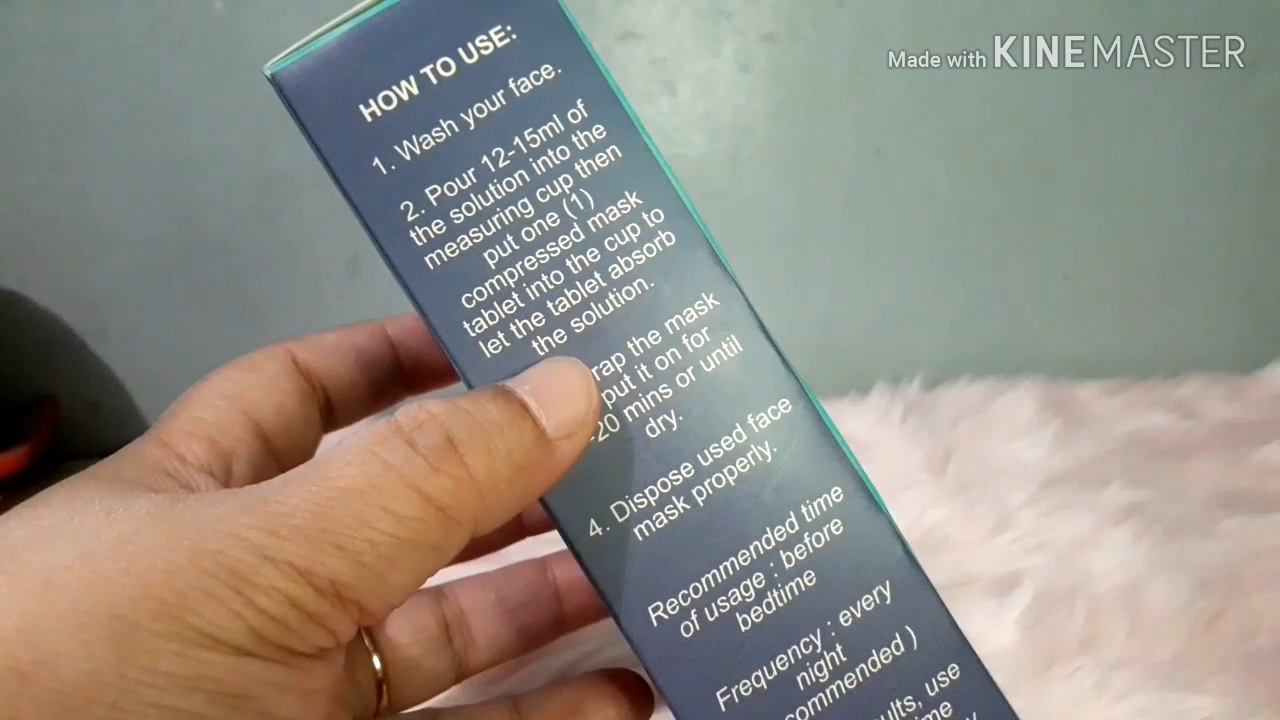 Made with KINEMASTER
HOW TO USE:
1. Wash your face.
2. Pour 12-15ml of
the solution into the
measuring cup then
put one (1)
compressed mask
tablet into the cup to
let the tablet absorb
the solution.
the mask
put it on for
20 mins or until
dry.
4. Dispose used face
mask properly.
Recommended time
of usage : before
bedtime
Frequency : every
night
)
use